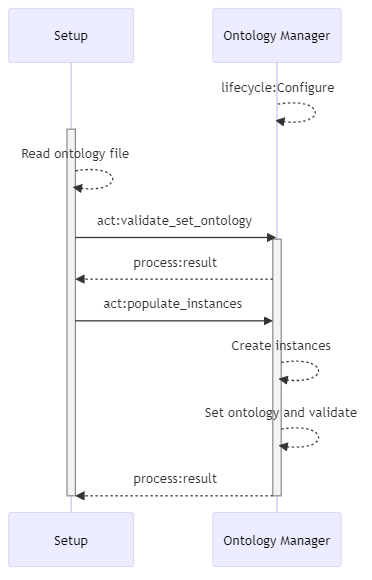 Setup
Ontology Manager
lifecycle:Configure
Read ontology file
act:validate_set_ontology
process:result
act:populate_instances
Create instances
Set ontology and validate
process:result
Setup
Ontology Manager